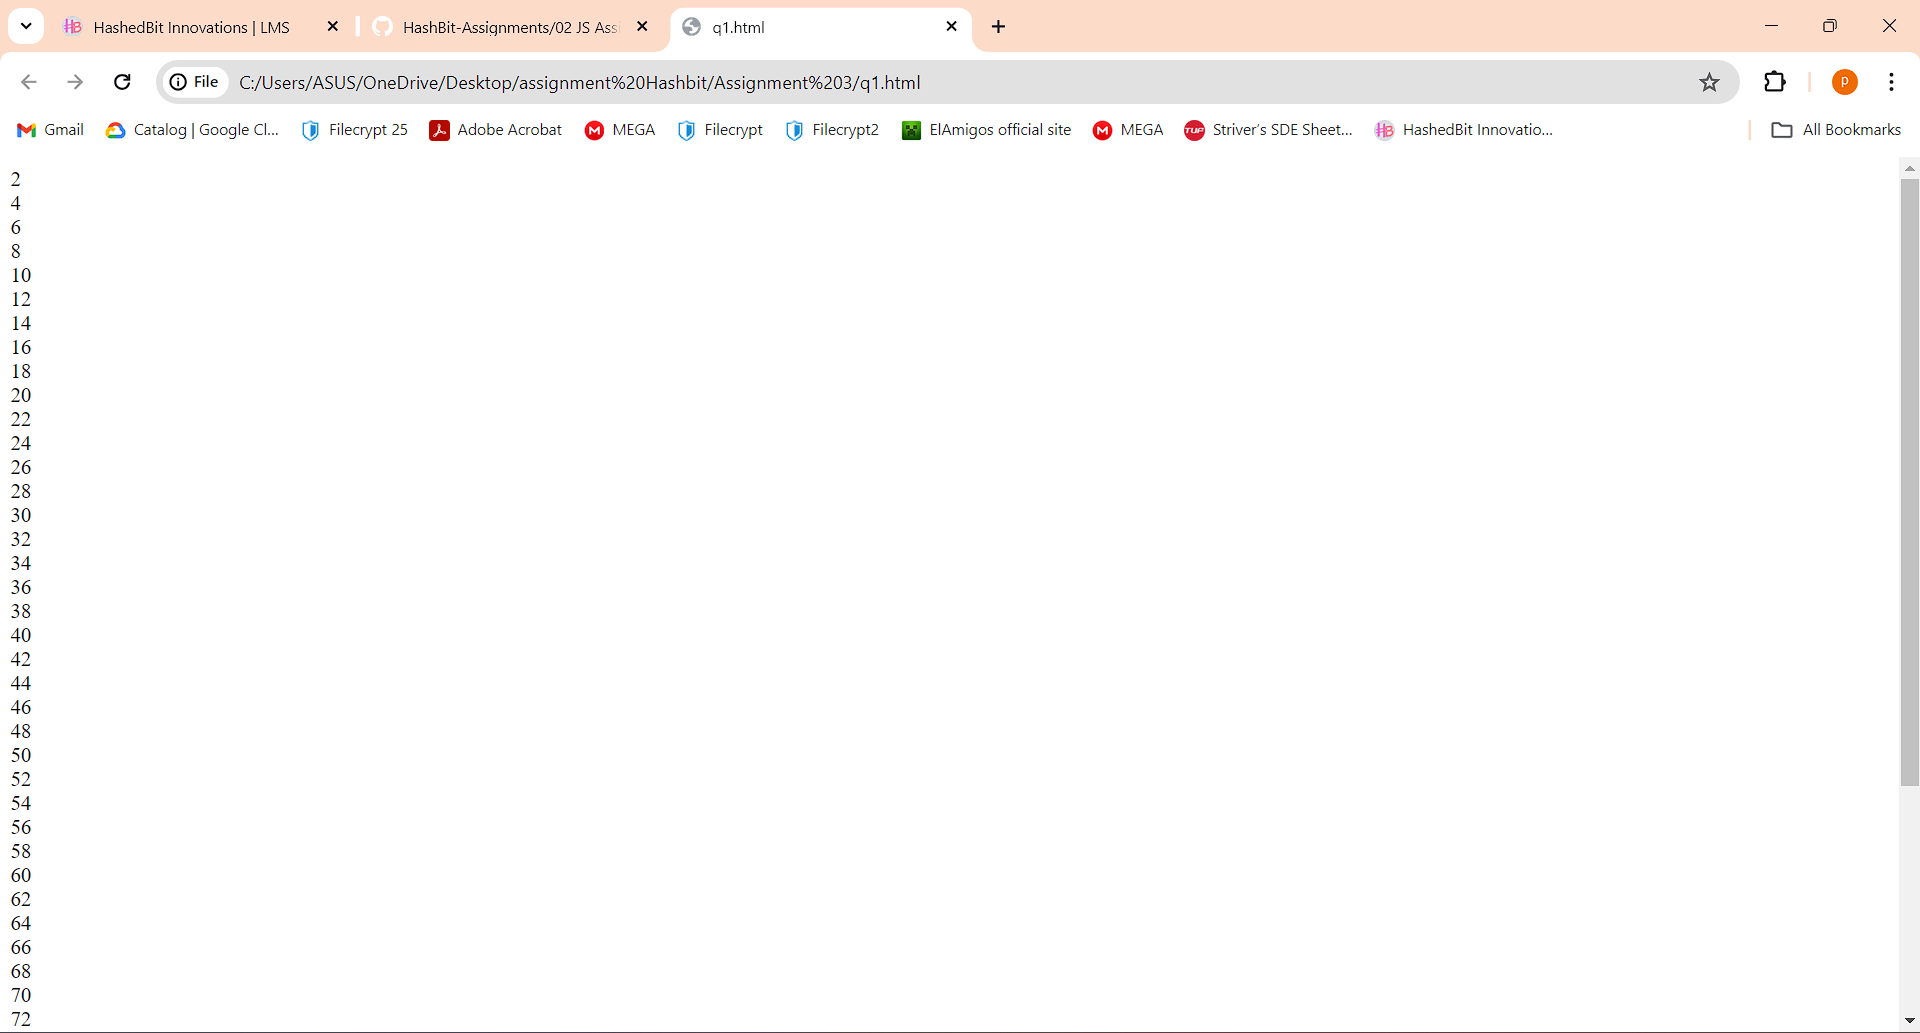 HashedBit Innovations | LMS
HashBit-Assignments/02 JS Ass
q1.html
File
C:/Users/ASUS/OneDrive/Desktop/assignment%20Hashbit/Assignment%203/q1.html
P
Gmail
Catalog | Google Cl...
Filecrypt 25
Adobe Acrobat
MEGA
Filecrypt
Filecrypt2
ElAmigos official site
MEGA
TUF
Striver's SDE Sheet...
HashedBit Innovatio...
All Bookmarks
2
4
6
8
10
12
14
16
18
20
22
24
26
28
30
32
34
36
38
40
42
44
46
48
50
52
54
56
58
60
62
64
66
68
70
72